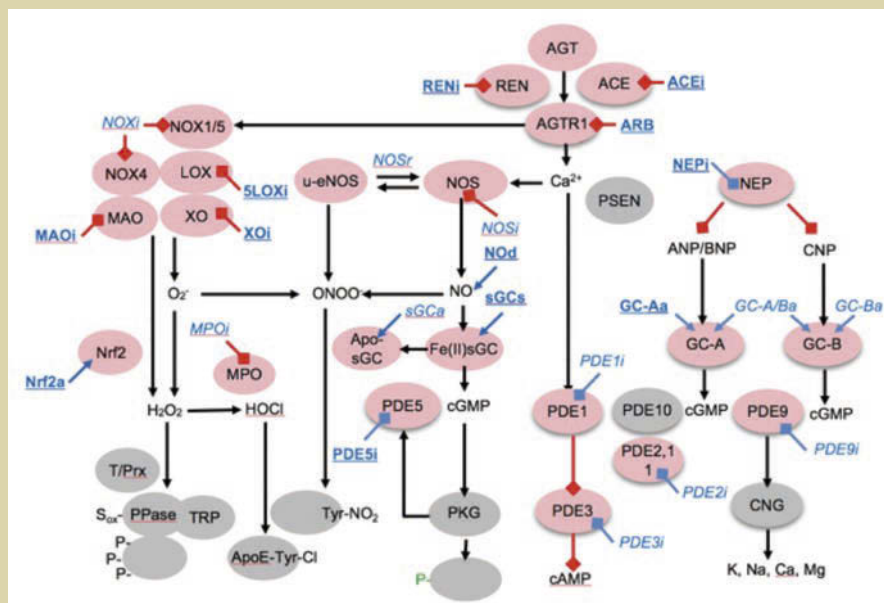 AGT
RENi
REN
ACE
ACEi
NOXi
NOX1/5
AGTR1
ARB
NOX4
LOX
5LOXi
u-eNOS
NOSr
NOS
Ca²⁺
PSEN
NEPi
NEP
MAOi
MAO
XO
XOi
NOSi
ANP/BNP
CNP
NOd
O₂⁻
ONOO⁻
NO
sGCs
sGCa
GC-Aa
GC-A/Ba
GC-Ba
Nrf2
Nrf2a
MPOi
MPO
Apo-
sGC
Fe(II)sGC
GC-A
GC-B
PDE1i
H₂O₂
HOCl
PDE5
PDE5i
cGMP
PDE1
PDE10
cGMP
PDE9
cGMP
PDE9i
PDE2,1
1
PDE2i
T/Prx
Sox-
PPase
TRP
P-
P-
P-
ApoE-Tyr-Cl
Tyr-NO₂
PKG
P-
PDE3
PDE3i
cAMP
CNG
K, Na, Ca, Mg